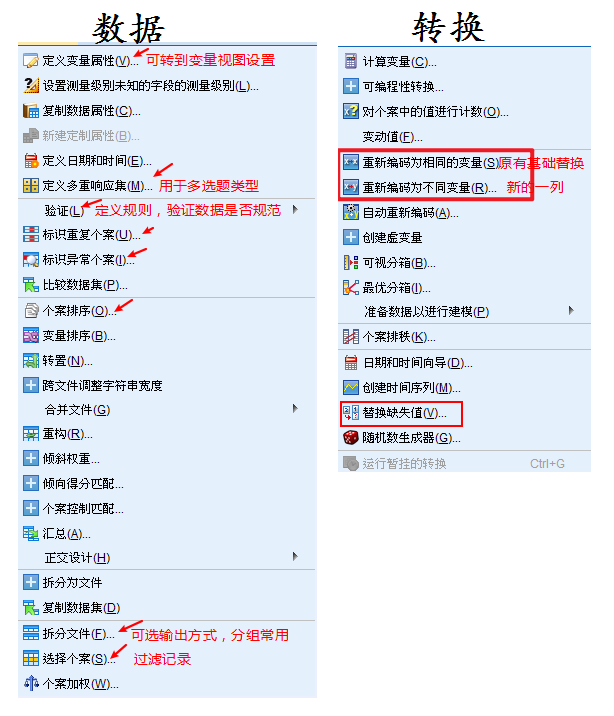 数据
定义变量属性(V)... 可转到变量视图设置
设置测量级别未知的字段的测量级别(L)...
复制数据属性(C)...
新建定制属性(B)...
定义日期和时间(E)...
定义多重响应集(M)... 用于多选题类型
验证(L) 定义规则，验证数据是否规范
标识重复个案(U)...
标识异常个案(I)...
比较数据集(P)...
个案排序(O)...
变量排序(B)...
转置(N)...
跨文件调整字符串宽度
合并文件(G)
重构(R)...
倾斜权重...
倾向得分匹配...
个案控制匹配...
汇总(A)...
正交设计(H)
拆分为文件
复制数据集(D)
拆分文件(F)... 可选输出方式，分组常用
选择个案(S)... 过滤记录
个案加权(W)...
转换
计算变量(C)...
可编程性转换...
对个案中的值进行计数(O)...
变动值(F)...
重新编码为相同的变量(S) 原有基础替换
重新编码为不同变量(R)... 新的一列
自动重新编码(A)...
创建虚变量
可视分箱(B)...
最优分箱(I)...
准备数据以进行建模(P)
个案排秩(K)...
日期和时间向导(D)...
创建时间序列(M)...
替换缺失值(V)...
随机数生成器(G)...
运行暂挂的转换 Ctrl+G